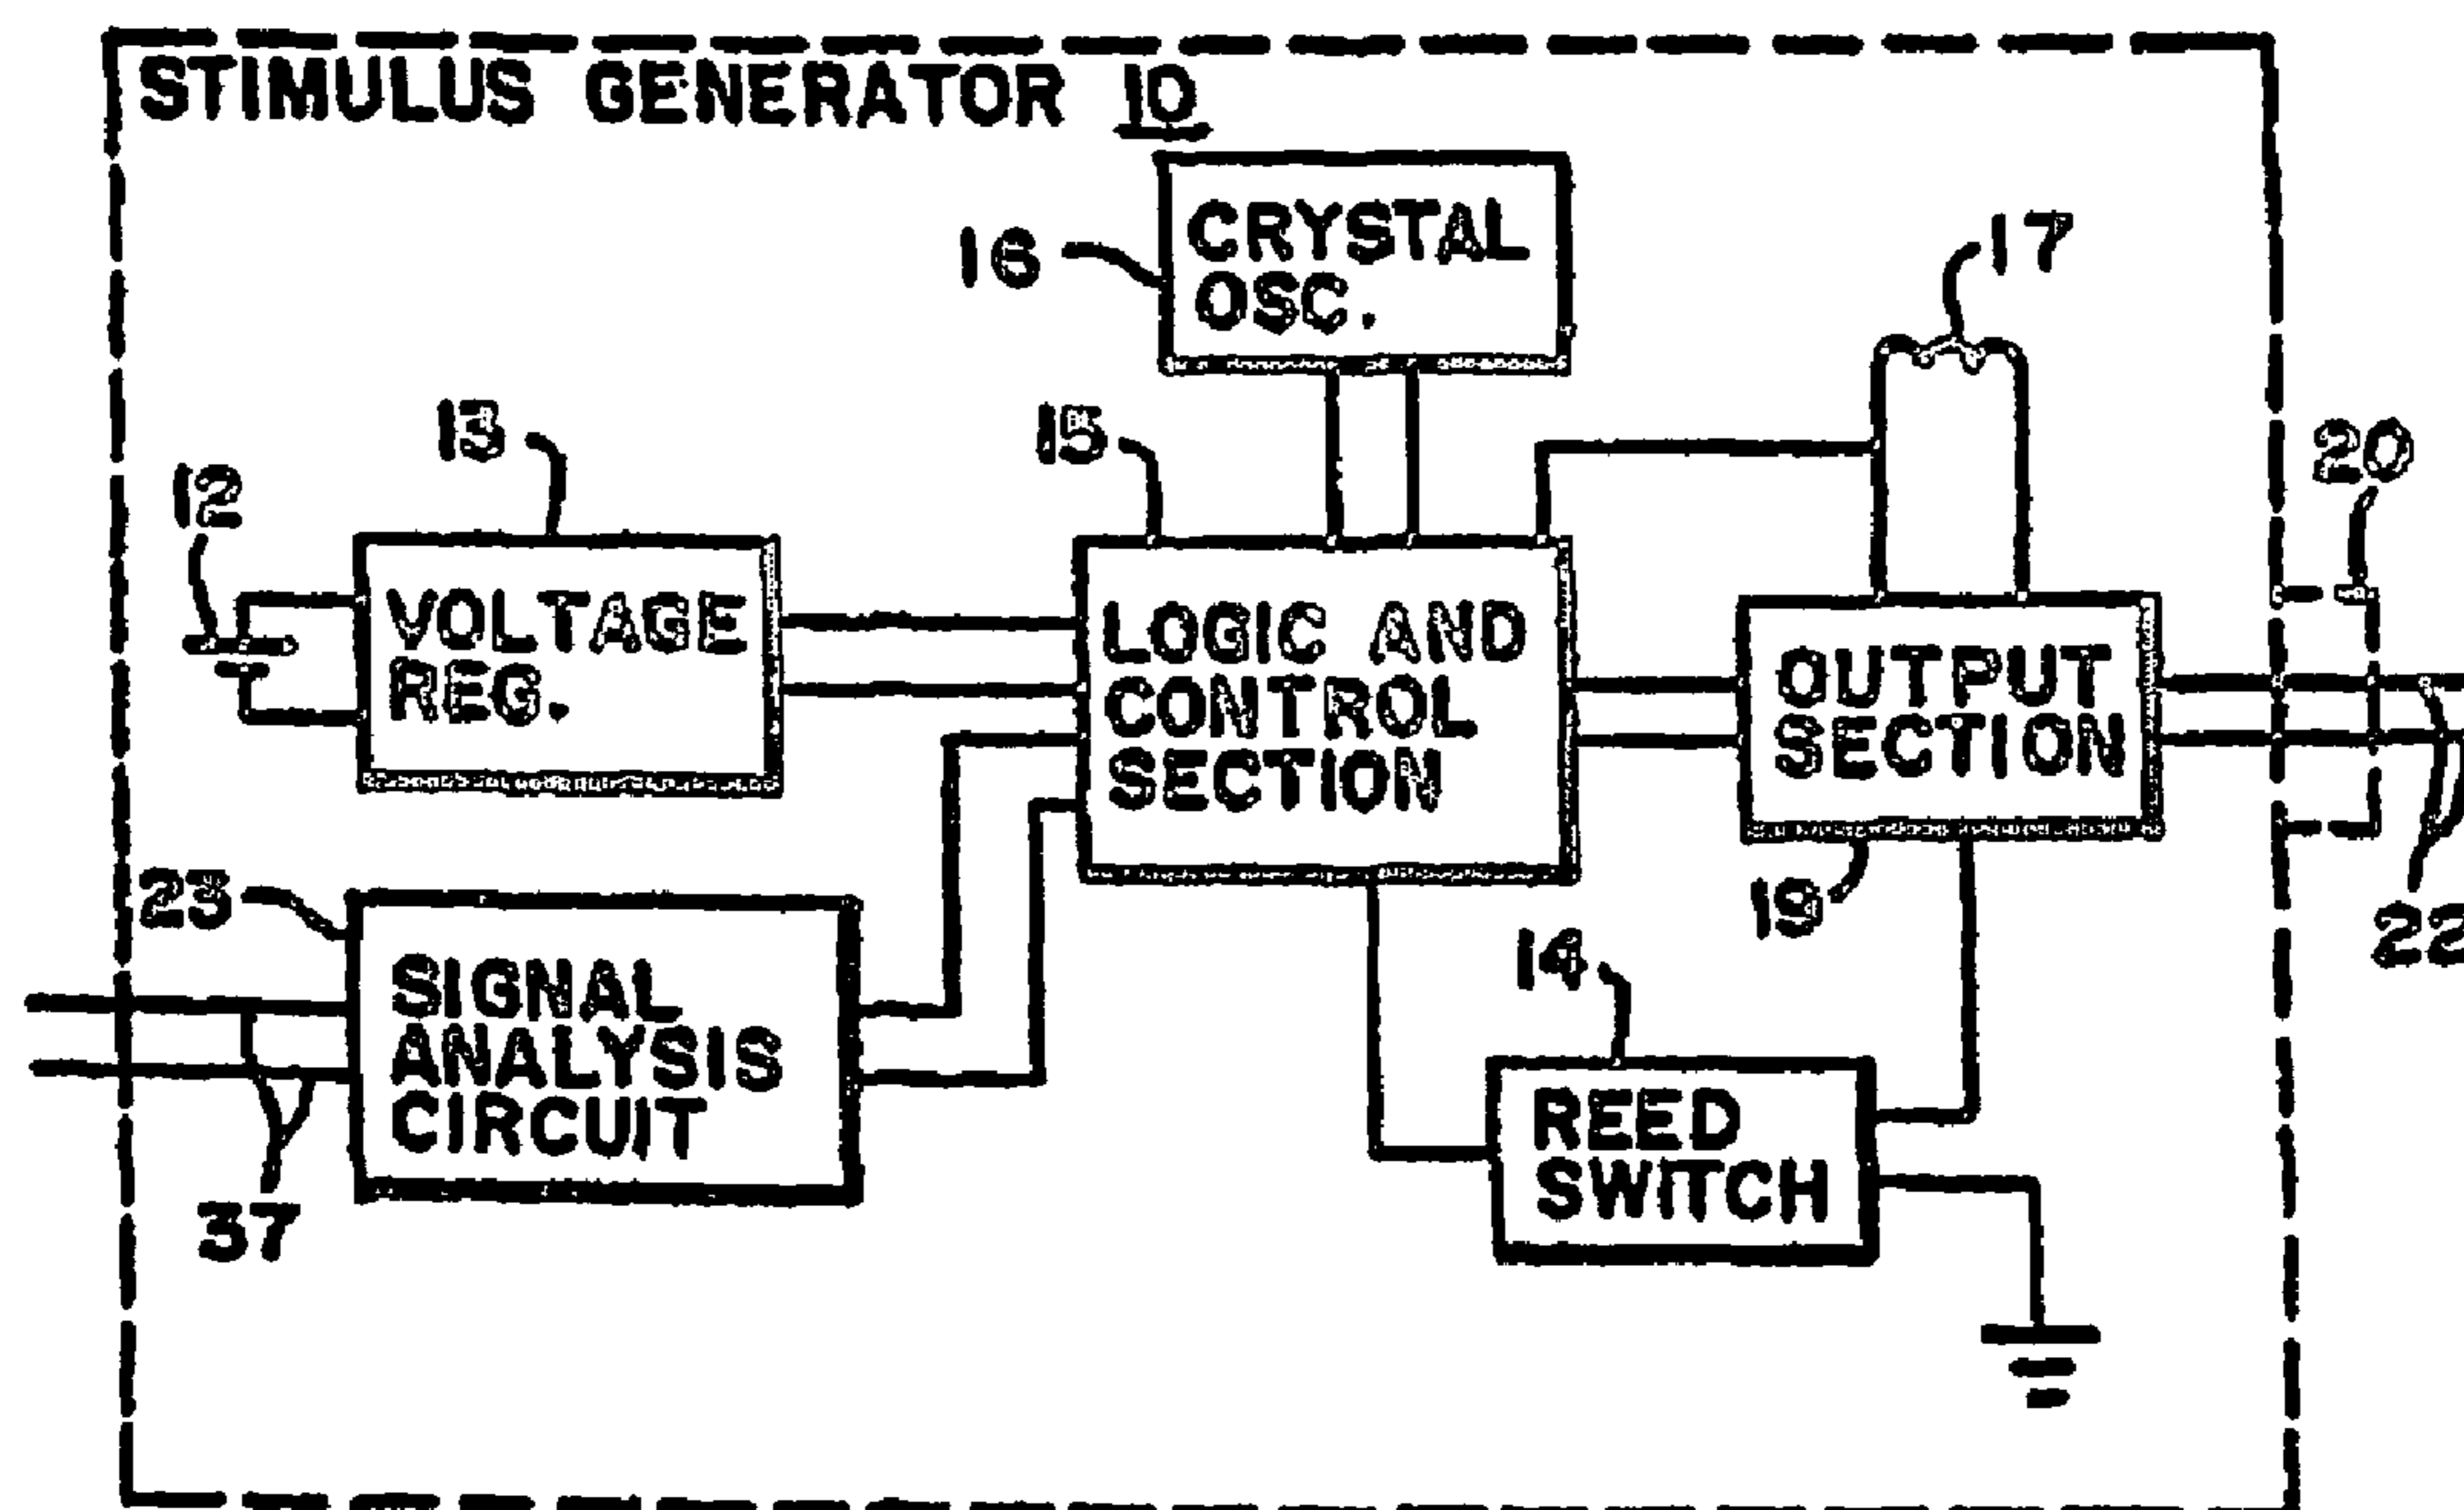 STIMULUS GENERATOR 10
CRYSTAL
OSC.
16
17
13
15
20
12
VOLTAGE
REG.
LOGIC AND
CONTROL
SECTION
OUTPUT
SECTION
23
19
22
14
SIGNAL
ANALYSIS
CIRCUIT
REED
SWITCH
37